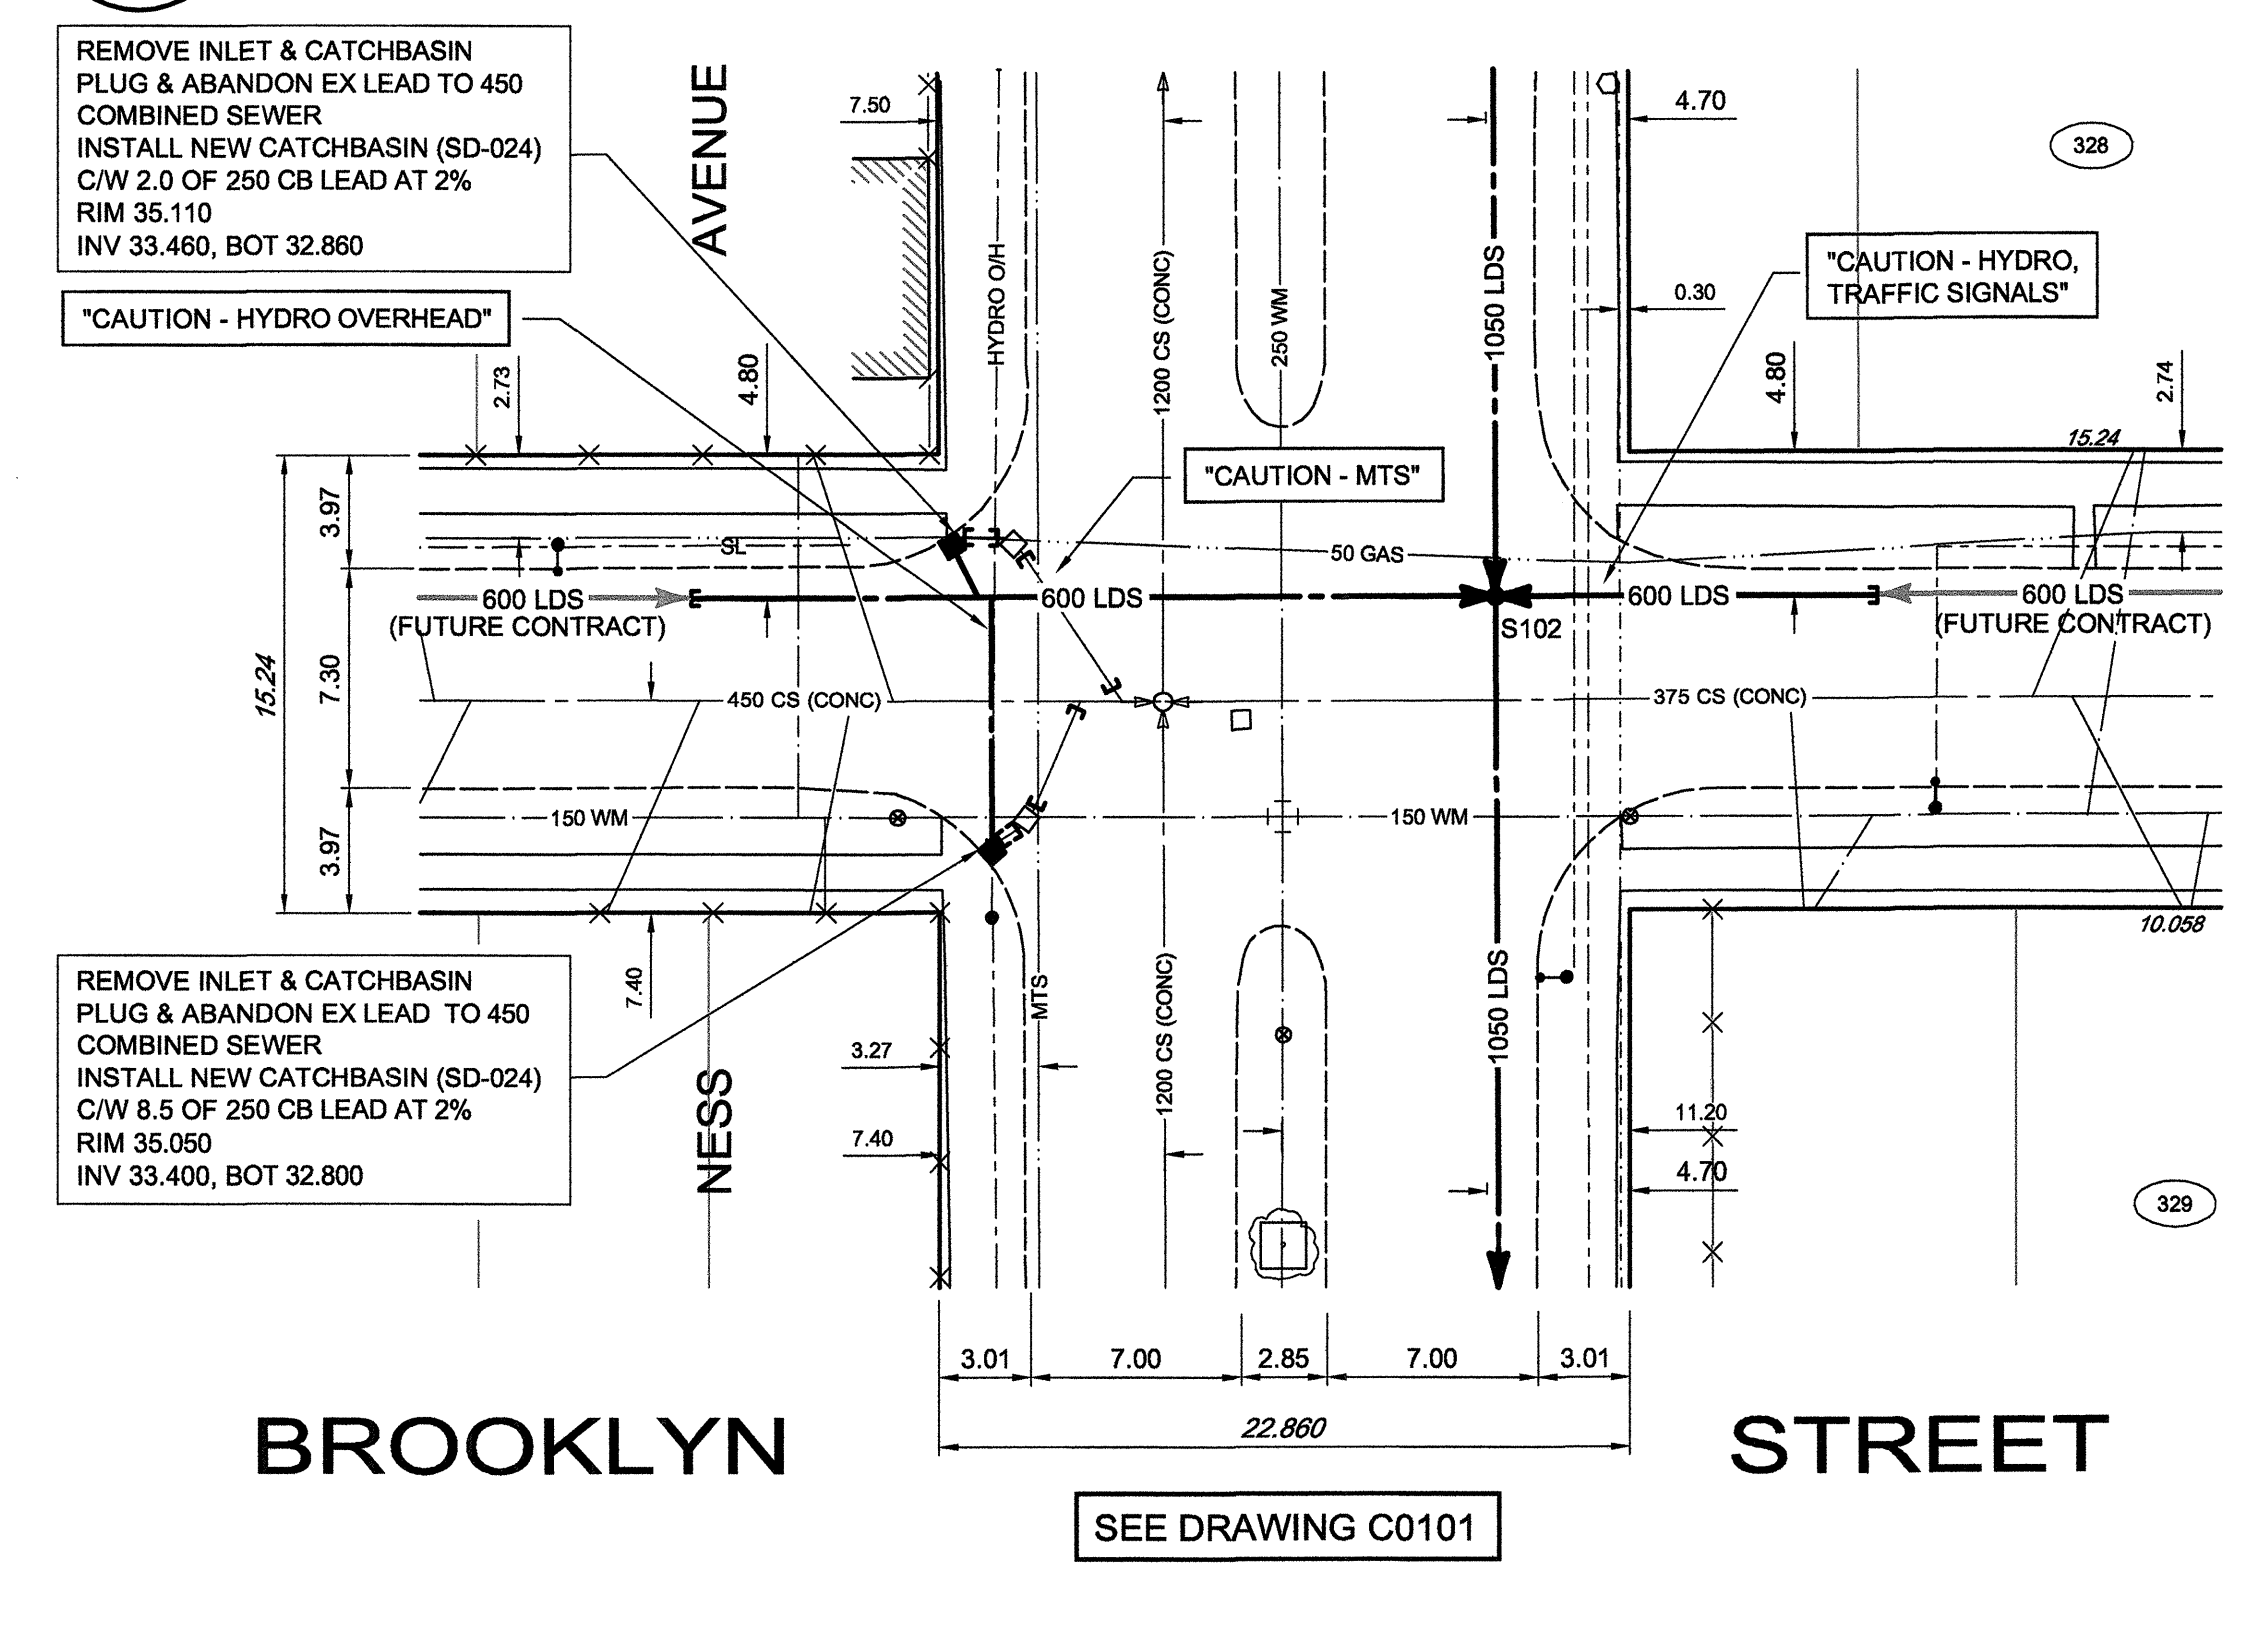 REMOVE INLET & CATCHBASIN
PLUG & ABANDON EX LEAD TO 450
COMBINED SEWER
INSTALL NEW CATCHBASIN (SD-024)
C/W 2.0 OF 250 CB LEAD AT 2%
RIM 35.110
INV 33.460, BOT 32.860
"CAUTION - HYDRO OVERHEAD"
AVENUE
7.50
HYDRO O/H
1200 CS (CONC)
250 WM
1050 LDS
4.70
328
"CAUTION - HYDRO,
TRAFFIC SIGNALS"
0.30
2.73
4.80
4.80
2.74
15.24
"CAUTION - MTS"
3.97
SL
50 GAS
600 LDS
(FUTURE CONTRACT)
600 LDS
S102
600 LDS
600 LDS
(FUTURE CONTRACT)
15.24
7.30
450 CS (CONC)
375 CS (CONC)
3.97
150 WM
150 WM
10.058
REMOVE INLET & CATCHBASIN
PLUG & ABANDON EX LEAD TO 450
COMBINED SEWER
INSTALL NEW CATCHBASIN (SD-024)
C/W 8.5 OF 250 CB LEAD AT 2%
RIM 35.050
INV 33.400, BOT 32.800
7.40
NESS
3.27
7.40
MTS
1200 CS (CONC)
1050 LDS
11.20
4.70
329
3.01
7.00
2.85
7.00
3.01
22.860
BROOKLYN
STREET
SEE DRAWING C0101